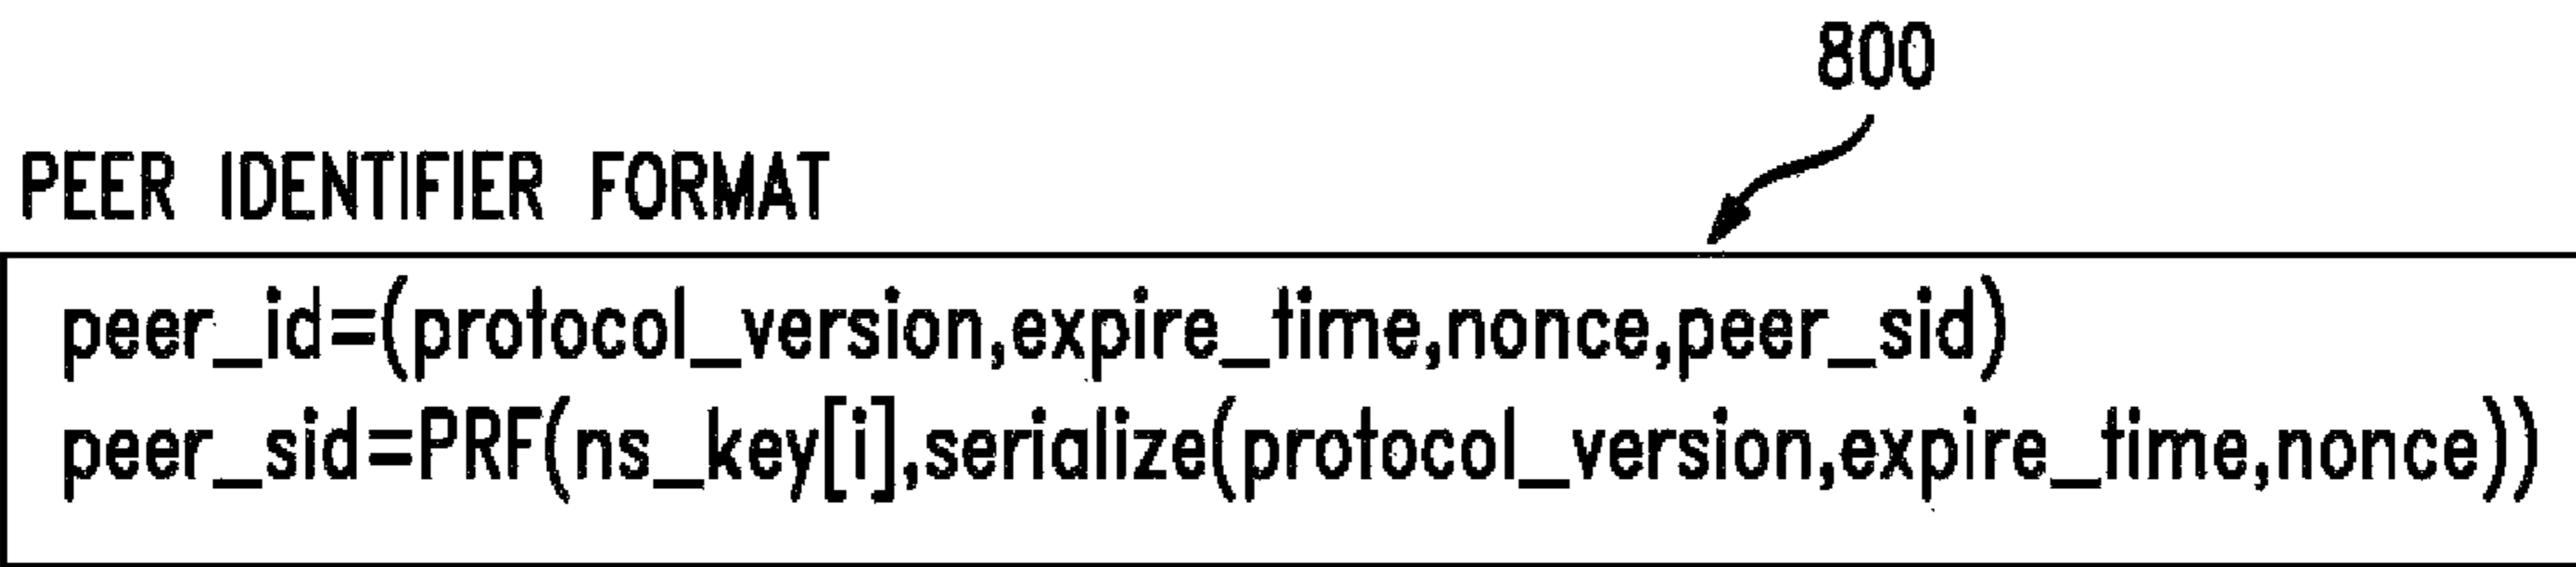 800
PEER IDENTIFIER FORMAT
peer_id=(protocol_version,expire_time,nonce,peer_sid)
peer_sid=PRF(ns_key[i],serialize(protocol_version,expire_time,nonce))